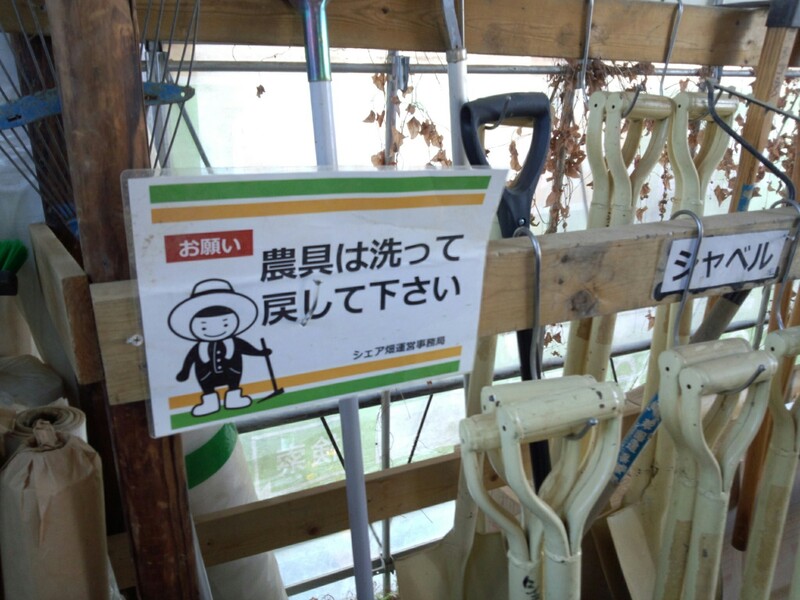 お願い
農具は洗って
戻して下さい
シェア畑運営事務局
シャベル